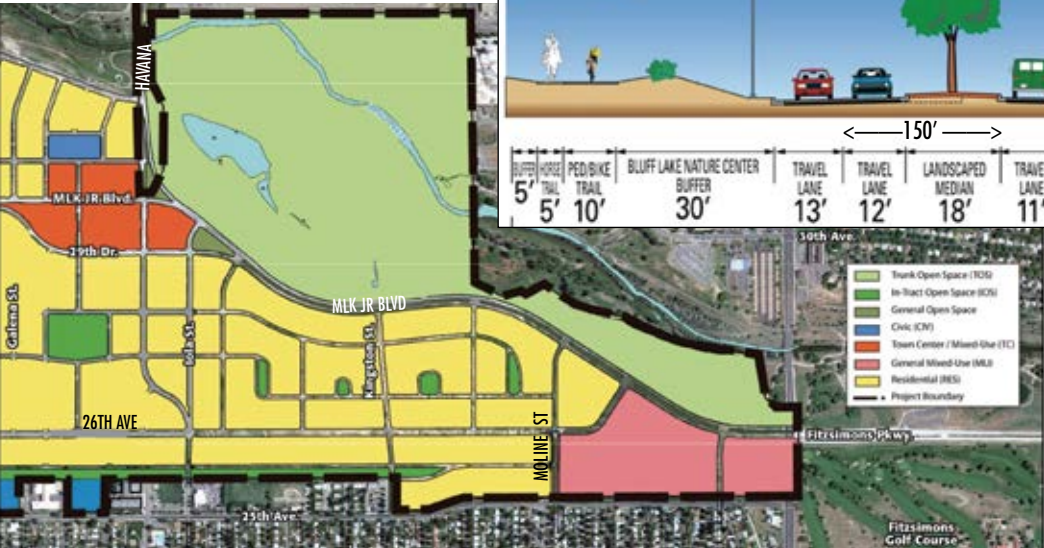 HAVANA
MLK JR Blvd.
29th Dr.
Galena St.
Iola St.
MLK JR BLVD
Kingston St.
26TH AVE
MOLINE ST
25th Ave.
Fitzsimons Pkwy.
Fitzsimons
Golf Course
30th Ave.
<——150’ ——>
BUFFER
5’
HORSE
TRAIL
5’
PED/BIKE
TRAIL
10’
BLUFF LAKE NATURE CENTER
BUFFER
30’
TRAVEL
LANE
13’
TRAVEL
LANE
12’
LANDSCAPED
MEDIAN
18’
TRAVE
LANE
11’
Trunk Open Space (TOS)
In-Tract Open Space (IOS)
General Open Space
Civic (CIV)
Town Center / Mixed-Use (TC)
General Mixed-Use (MU)
Residential (RES)
Project Boundary